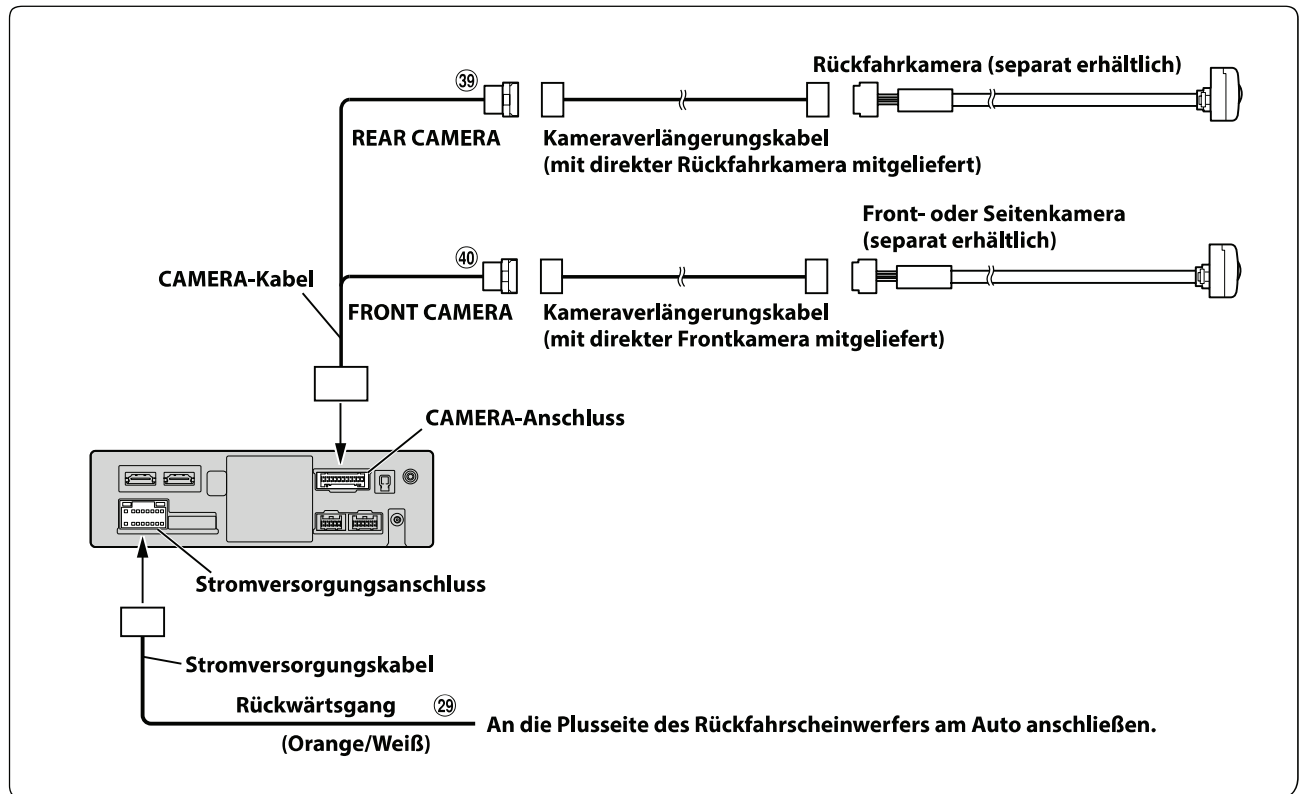 Rückfahrkamera (separat erhältlich)
㊴
REAR CAMERA
Kameraverlängerungskabel
(mit direkter Rückfahrkamera mitgeliefert)
Front- oder Seitenkamera
(separat erhältlich)
㊵
CAMERA-Kabel
FRONT CAMERA
Kameraverlängerungskabel
(mit direkter Frontkamera mitgeliefert)
CAMERA-Anschluss
Stromversorgungsanschluss
Stromversorgungskabel
Rückwärtsgang ㉙
(Orange/Weiß)
An die Plusseite des Rückfahrscheinwerfers am Auto anschließen.